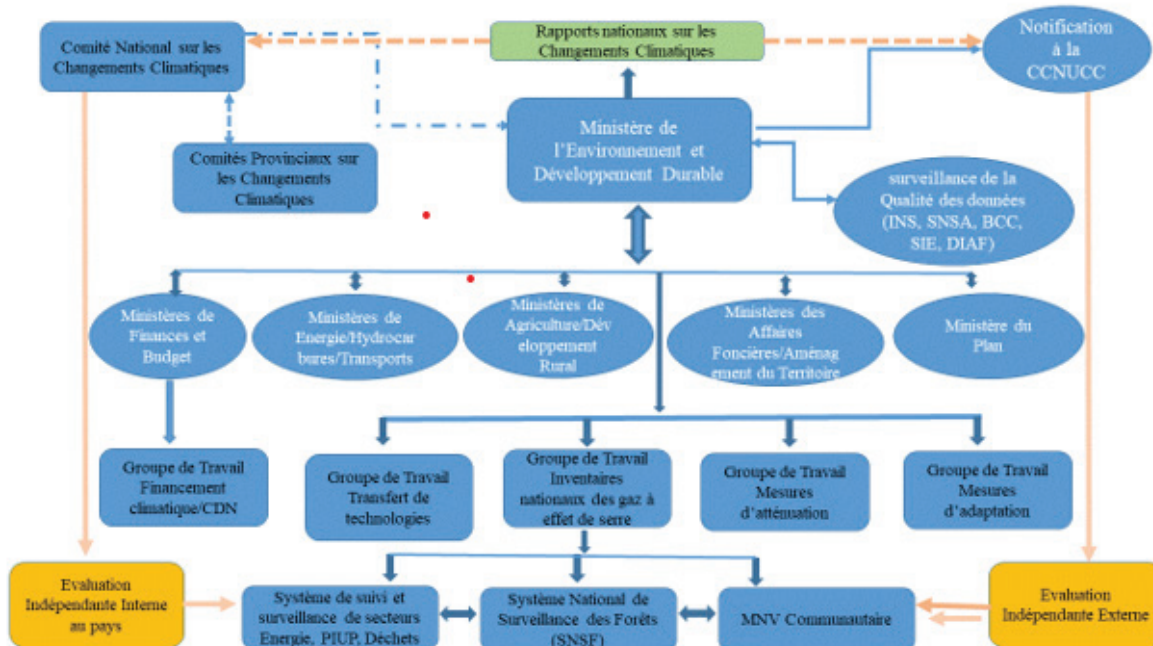 Comité National sur les
Changements Climatiques
Rapports nationaux sur les
Changements Climatiques
Notification
à la
CCNUCC
Ministère de
l'Environnement et
Développement Durable
Comités Provinciaux sur
les Changements
Climatiques
surveillance de la
Qualité des données
(INS, SNSA, BCC,
SIE, DIAF)
Ministères de
Finances et
Budget
Ministères de
Energie/Hydrocar
bures/Transports
Ministères de
Agriculture/Dév
eloppement
Rural
Ministères des
Affaires
Foncières/Aménag
ement du Territoire
Ministère du
Plan
Groupe de Travail
Financement
climatique/CDN
Groupe de Travail
Transfert de
technologies
Groupe de Travail
Inventaires
nationaux des gaz à
effet de serre
Groupe de Travail
Mesures
d'atténuation
Groupe de Travail
Mesures
d'adaptation
Evaluation
Indépendante Interne
au pays
Système de suivi et
surveillance de secteurs
Energie, PIUP, Déchets
Système National de
Surveillance des Forêts
(SNSF)
MNV Communautaire
Evaluation
Indépendante Externe